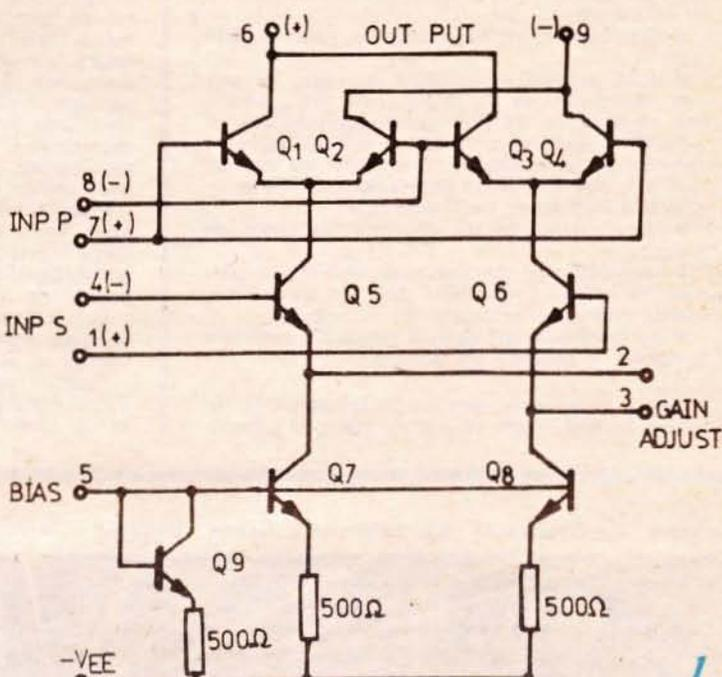 6 (+) OUT PUT (-) 9
Q1 Q2 Q3 Q4
8 (-)
INP P 7(+)
4(-) Q5 Q6
INP S
1(+)
2
3 GAIN
ADJUST
BIAS 5 Q7 Q8
Q9
500Ω 500Ω 500Ω
-VEE
1